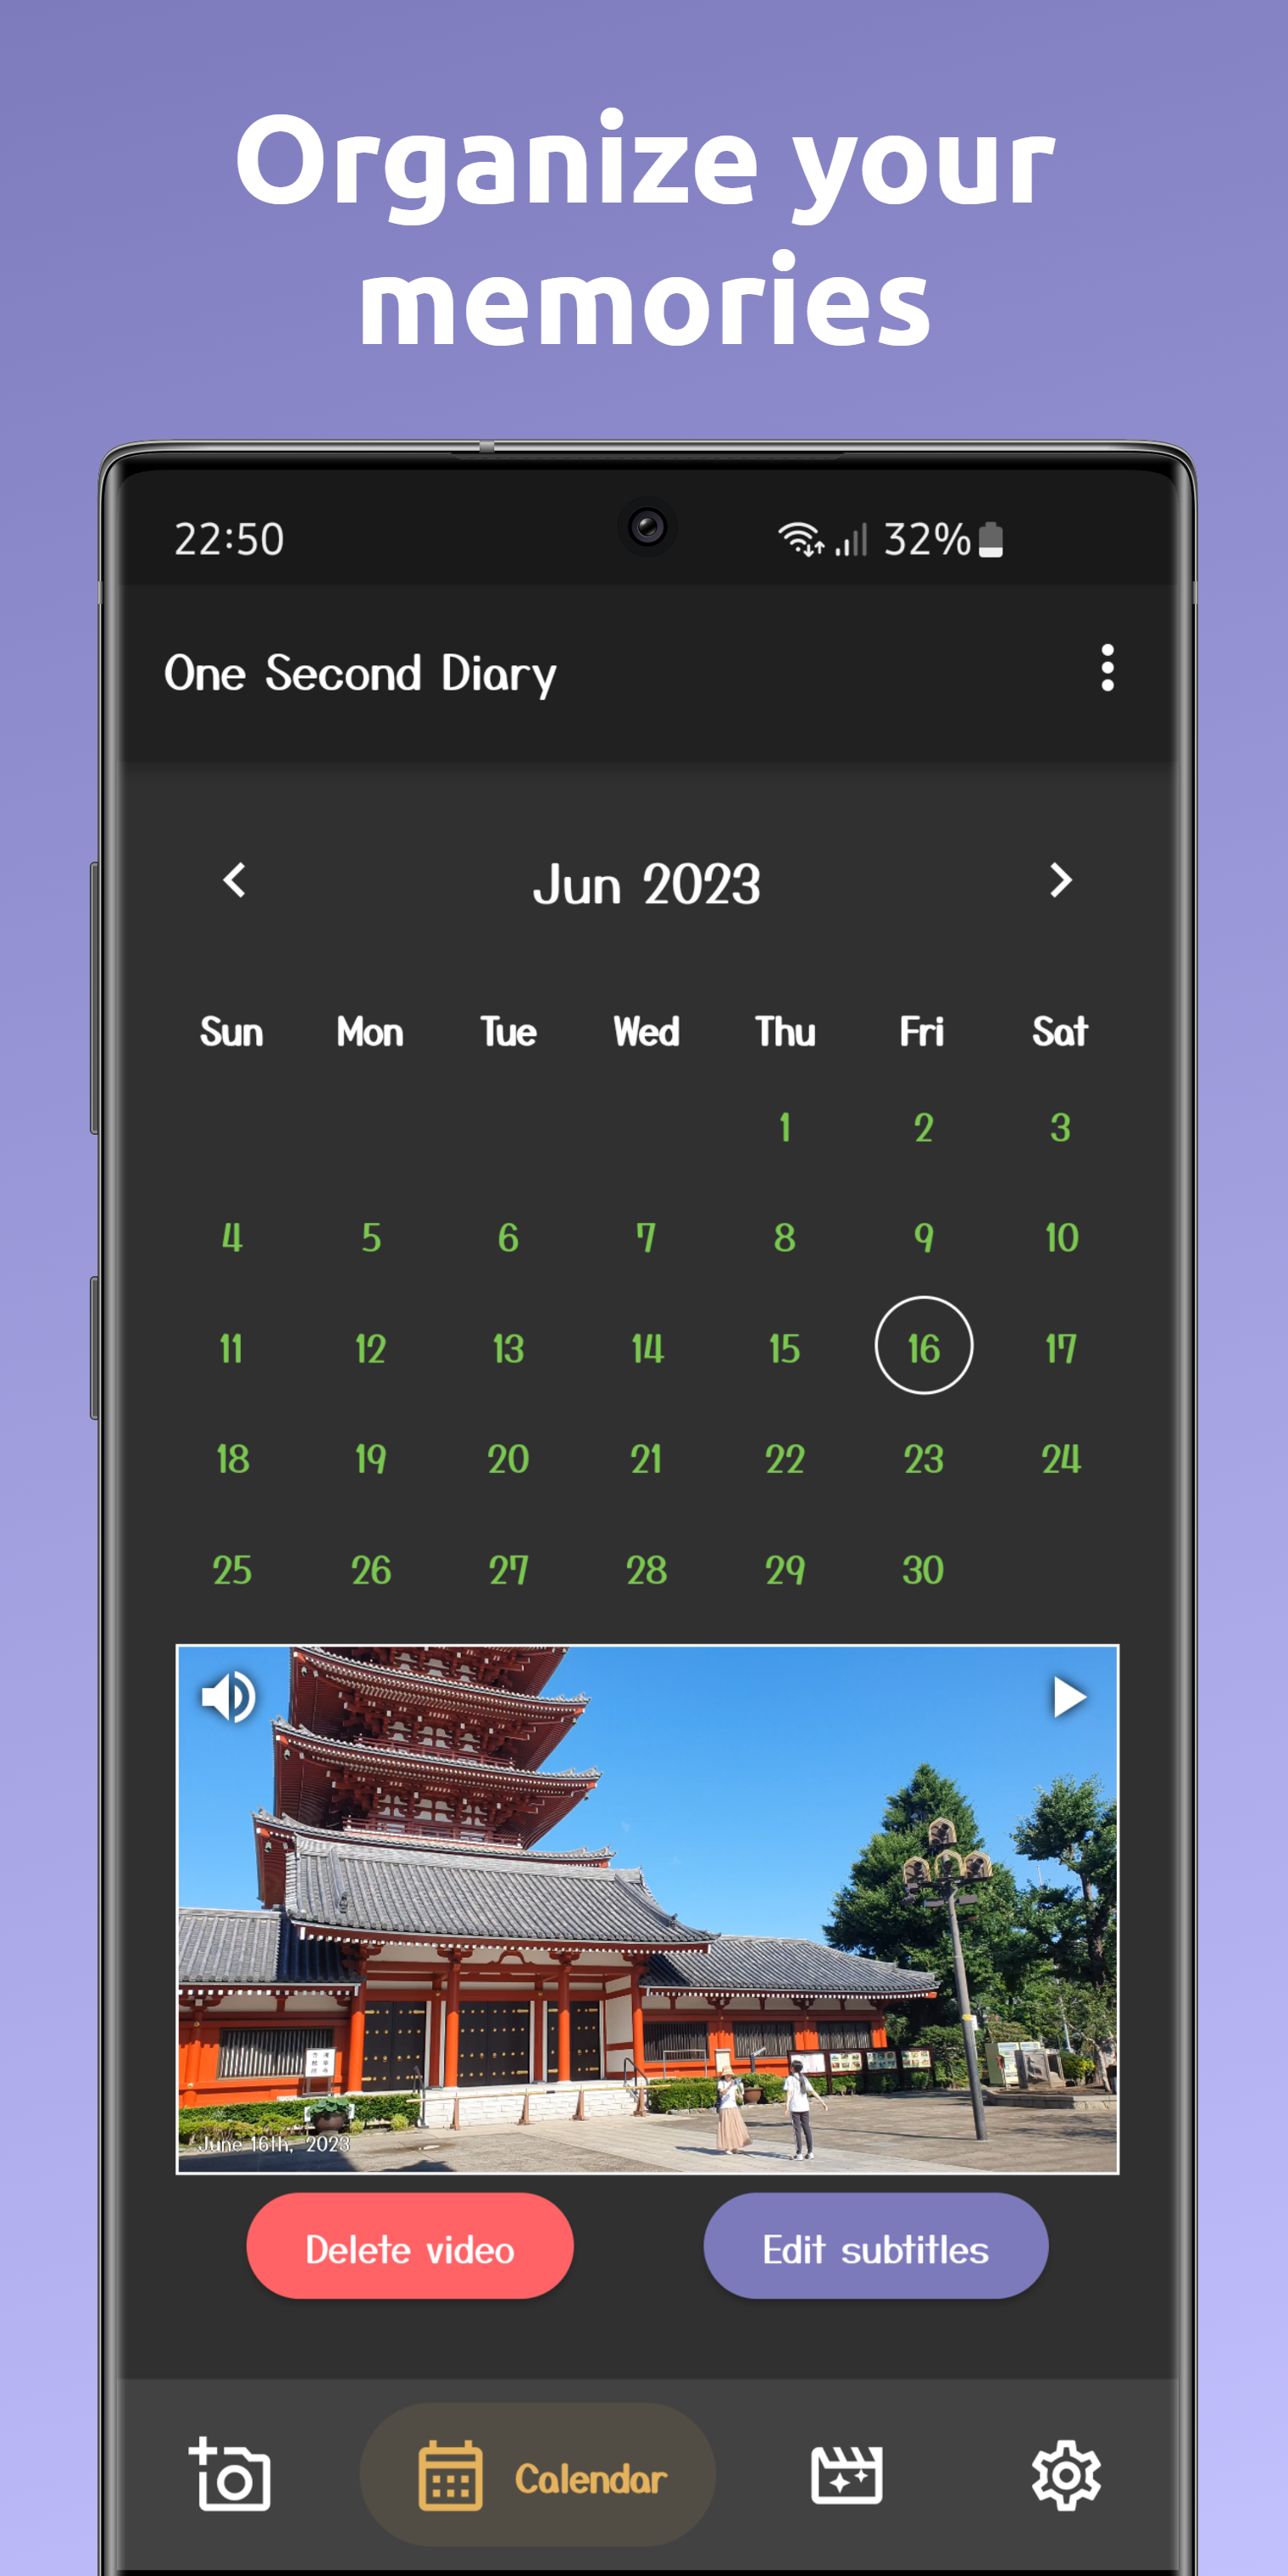 Organize your
memories
22:50 32%
One Second Diary
Jun 2023
Sun Mon Tue Wed Thu Fri Sat
1 2 3
4 5 6 7 8 9 10
11 12 13 14 15 16 17
18 19 20 21 22 23 24
25 26 27 28 29 30
June 16th, 2023
Delete video Edit subtitles
Calendar